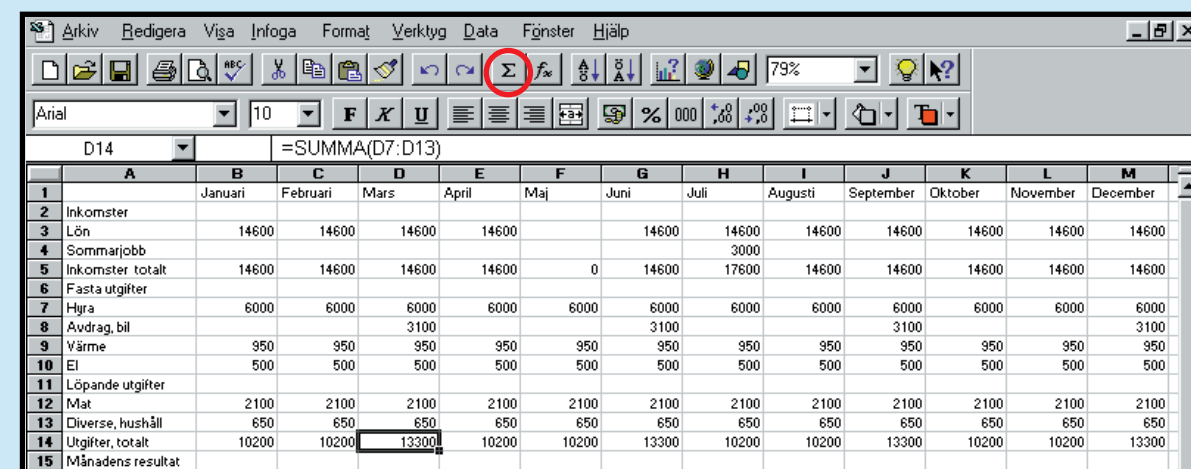 Arkiv Redigera Visa Infoga Format Verktyg Data Fönster Hjälp
ABC Σ f∞ A Ö Ö A ? 79% ?
Arial 10 F K U a % 000
D14 =SUMMA(D7:D13)
A B C D E F G H I J K L M
1 Januari Februari Mars April Maj Juni Juli Augusti September Oktober November December
2 Inkomster
3 Lön 14600 14600 14600 14600 14600 14600 14600 14600 14600 14600 14600
4 Sommarjobb 3000
5 Inkomster totalt 14600 14600 14600 14600 0 14600 17600 14600 14600 14600 14600 14600
6 Fasta utgifter
7 Hyra 6000 6000 6000 6000 6000 6000 6000 6000 6000 6000 6000 6000
8 Avdrag, bil 3100 3100 3100 3100
9 Värme 950 950 950 950 950 950 950 950 950 950 950 950
10 El 500 500 500 500 500 500 500 500 500 500 500 500
11 Löpande utgifter
12 Mat 2100 2100 2100 2100 2100 2100 2100 2100 2100 2100 2100 2100
13 Diverse, hushåll 650 650 650 650 650 650 650 650 650 650 650 650
14 Utgifter, totalt 10200 10200 13300 10200 10200 13300 10200 10200 13300 10200 10200 13300
15 Månadens resultat